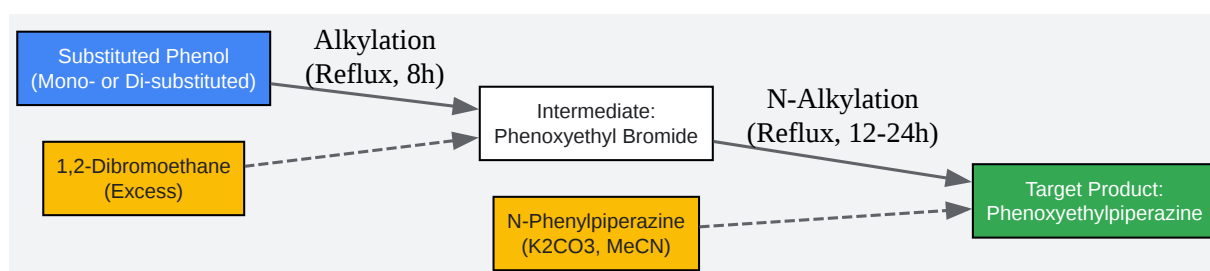 Substituted Phenol
(Mono- or Di-substituted)
Alkylation
(Reflux, 8h)
1,2-Dibromoethane
(Excess)
Intermediate:
Phenoxyethyl Bromide
N-Alkylation
(Reflux, 12-24h)
N-Phenylpiperazine
(K2CO3, MeCN)
Target Product:
Phenoxyethylpiperazine